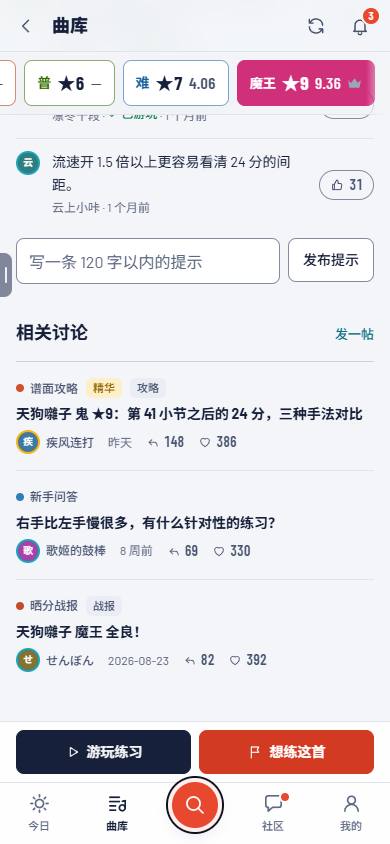 曲库
3
普 ★6 —
难 ★7 4.06
魔王 ★9 9.36
云
流速开 1.5 倍以上更容易看清 24 分的间
距。
云上小咔 · 1 个月前
31
写一条 120 字以内的提示
发布提示
相关讨论
发一帖
谱面攻略 精华 攻略
天狗囃子 鬼 ★9：第 41 小节之后的 24 分，三种手法对比
疾 疾风连打 昨天 148 386
新手问答
右手比左手慢很多，有什么针对性的练习？
歌 歌姬的鼓棒 8 周前 69 330
晒分战报 战报
天狗囃子 魔王 全良！
せ せんぽん 2026-08-23 82 392
游玩练习
想练这首
今日
曲库
社区
我的